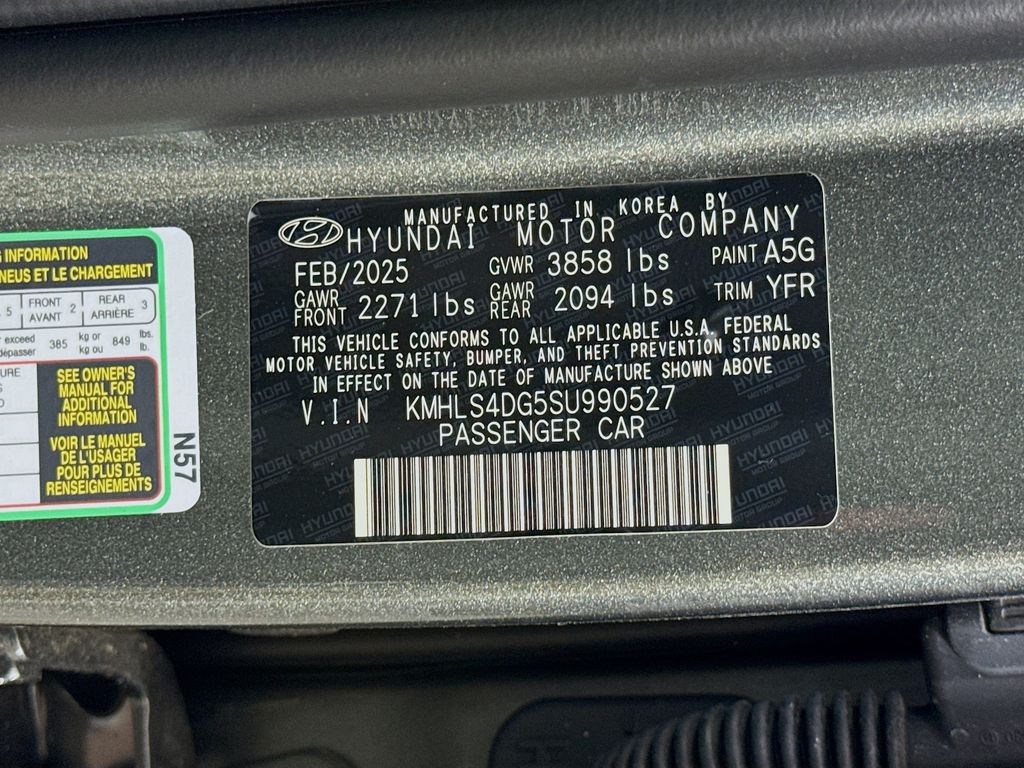 G INFORMATION
NEUS ET LE CHARGEMENT
5 FRONT AVANT 2 REAR ARRIÈRE 3
exceed dépasser 385 kg or kg ou 849 lbs. lb.
SEE OWNER'S
MANUAL FOR
ADDITIONAL
INFORMATION
VOIR LE MANUEL
DE L'USAGER
POUR PLUS DE
RENSEIGNEMENTS
N57
MANUFACTURED IN KOREA BY
HYUNDAI MOTOR COMPANY
FEB/2025 GVWR 3858 lbs PAINT A5G
GAWR FRONT 2271 lbs GAWR REAR 2094 lbs TRIM YFR
THIS VEHICLE CONFORMS TO ALL APPLICABLE U.S.A. FEDERAL
MOTOR VEHICLE SAFETY, BUMPER, AND THEFT PREVENTION STANDARDS
IN EFFECT ON THE DATE OF MANUFACTURE SHOWN ABOVE
V.I.N KMHLS4DG5SU990527
PASSENGER CAR